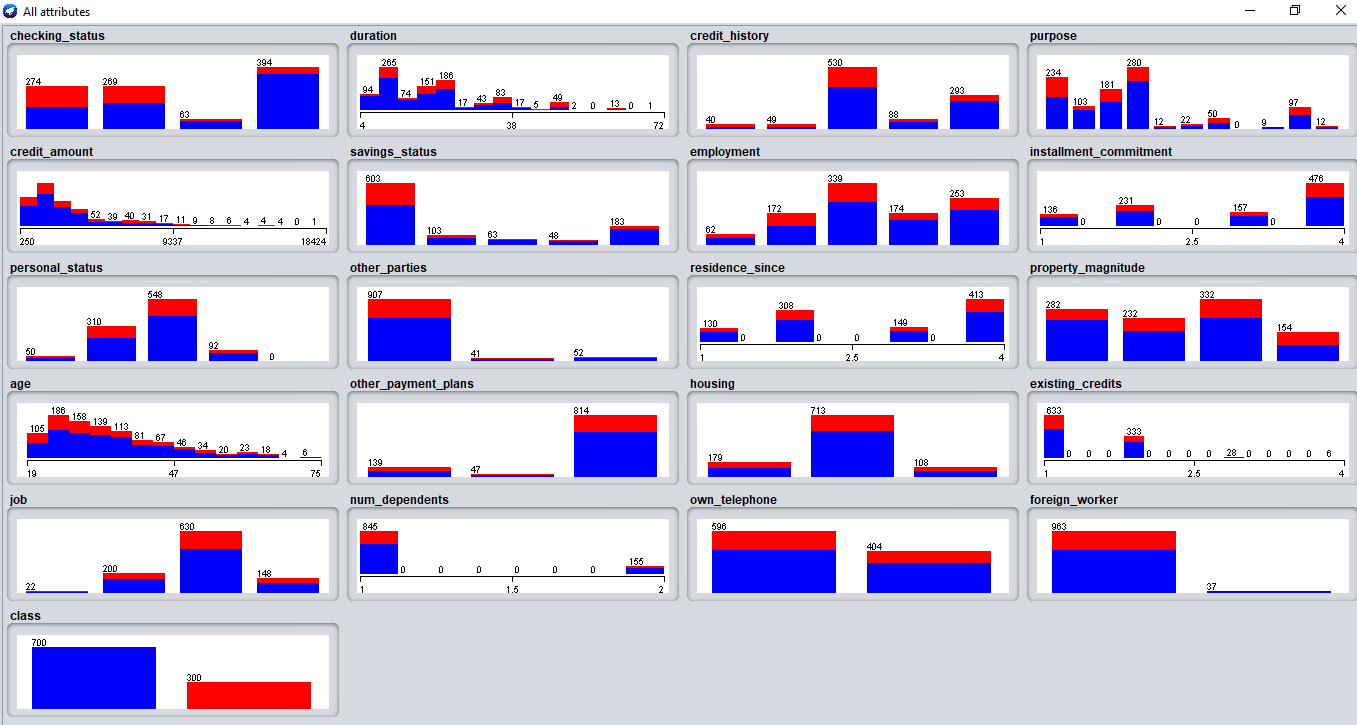 All attributes
checking_status
274 269 63 394
duration
94 265 74 151 186 17 43 83 17 5 49 2 0 13 0 1
4 38 72
credit_history
40 49 530 88 293
purpose
234 103 181 280 12 22 50 0 9 97 12
credit_amount
52 39 40 31 17 11 9 8 6 4 4 4 0 1
250 9337 18424
savings_status
603 103 63 48 183
employment
62 172 339 174 253
installment_commitment
136 0 231 0 0 157 0 476
1 2.5 4
personal_status
50 310 548 92 0
other_parties
907 41 52
residence_since
130 0 308 0 0 149 0 413
1 2.5 4
property_magnitude
282 232 332 154
age
105 186 158 139 113 81 67 46 34 20 23 18 4 6
19 47 75
other_payment_plans
139 47 814
housing
179 713 108
existing_credits
633 0 0 0 333 0 0 0 0 28 0 0 0 0 6
1 2.5 4
job
22 200 630 148
num_dependents
845 0 0 0 0 0 0 155
1 1.5 2
own_telephone
596 404
foreign_worker
963 37
class
700 300